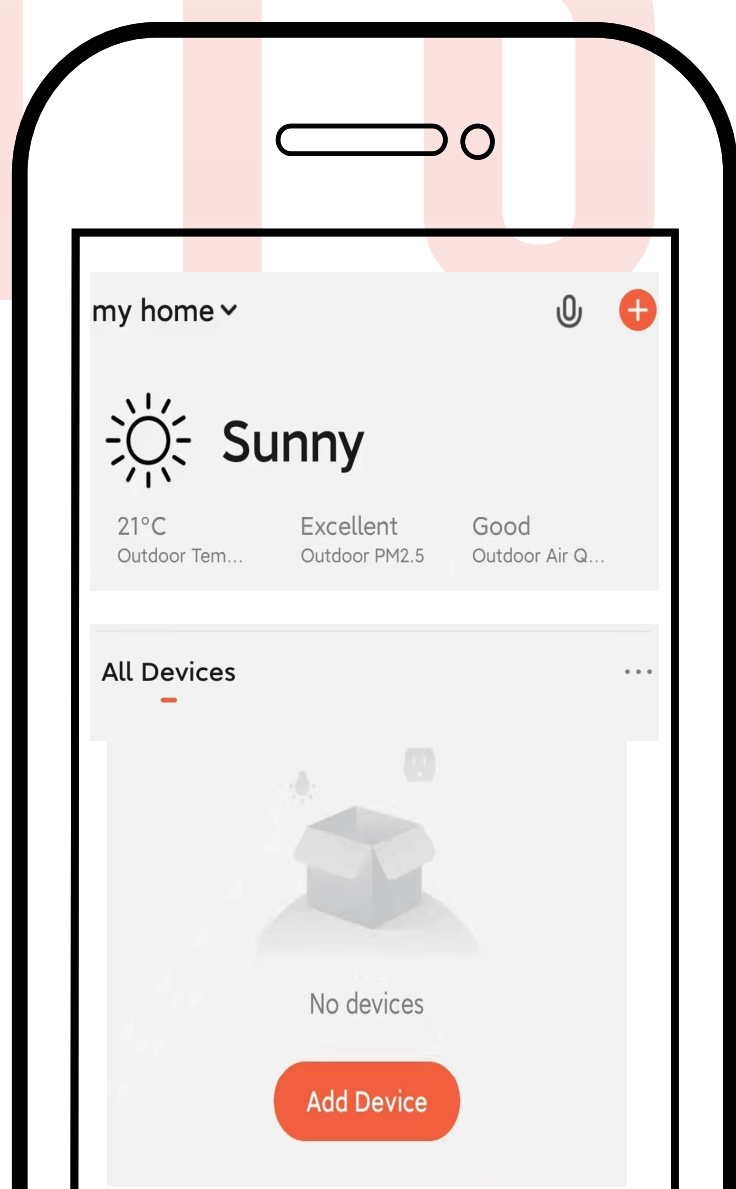 my home
Sunny
21°C Excellent Good
Outdoor Tem... Outdoor PM2.5 Outdoor Air Q...
All Devices
No devices
Add Device